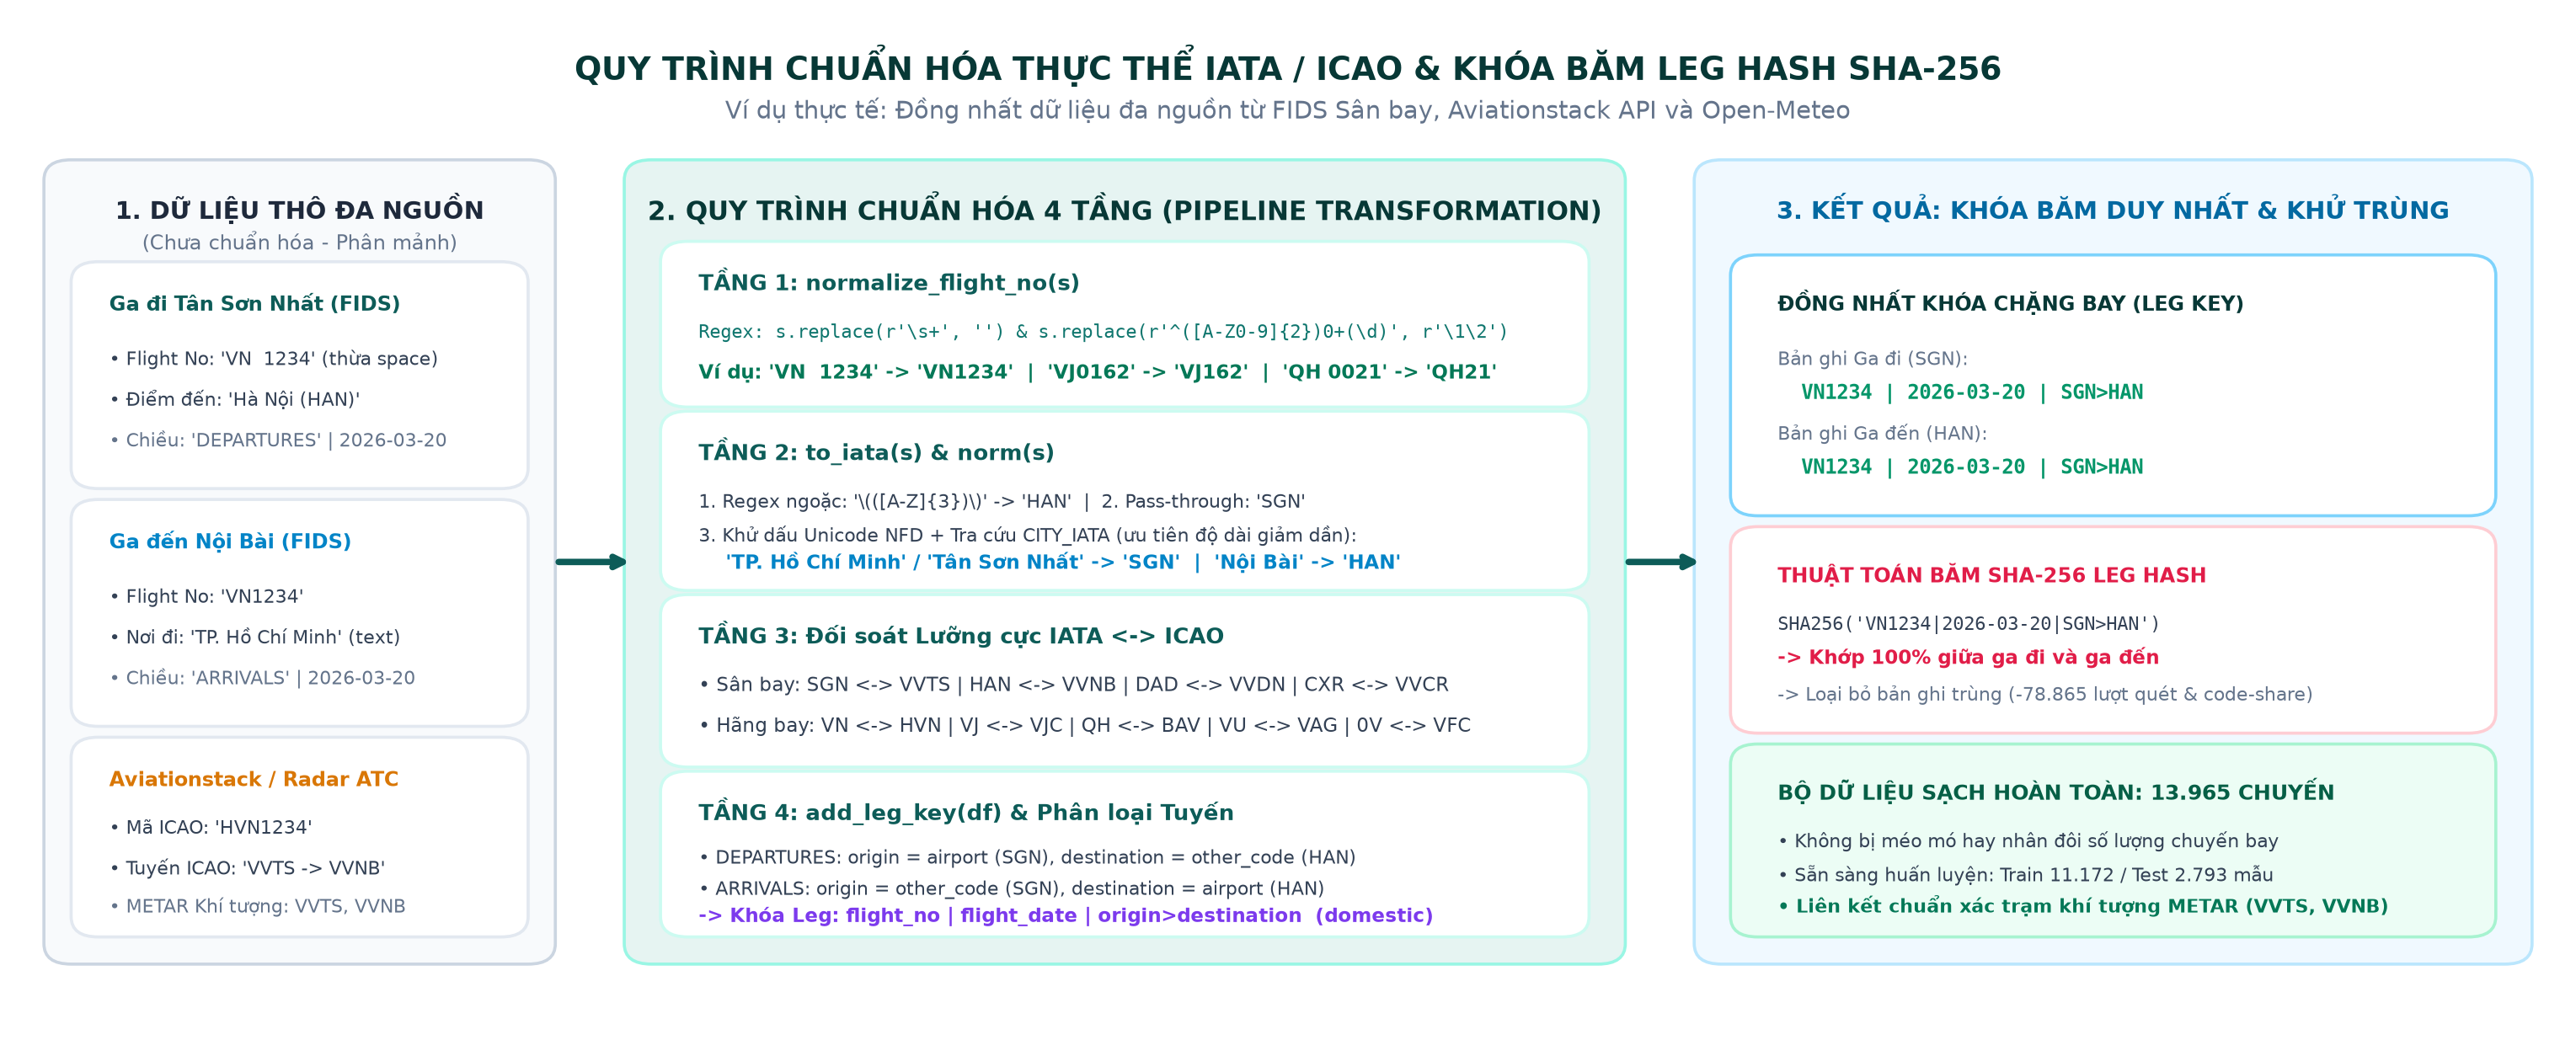 QUY TRÌNH CHUẨN HÓA THỰC THỂ IATA / ICAO & KHÓA BĂM LEG HASH SHA-256
Ví dụ thực tế: Đồng nhất dữ liệu đa nguồn từ FIDS Sân bay, Aviationstack API và Open-Meteo
1. DỮ LIỆU THÔ ĐA NGUỒN
(Chưa chuẩn hóa - Phân mảnh)
Ga đi Tân Sơn Nhất (FIDS)
• Flight No: 'VN  1234' (thừa space)
• Điểm đến: 'Hà Nội (HAN)'
• Chiều: 'DEPARTURES' | 2026-03-20
Ga đến Nội Bài (FIDS)
• Flight No: 'VN1234'
• Nơi đi: 'TP. Hồ Chí Minh' (text)
• Chiều: 'ARRIVALS' | 2026-03-20
Aviationstack / Radar ATC
• Mã ICAO: 'HVN1234'
• Tuyến ICAO: 'VVTS -> VVNB'
• METAR Khí tượng: VVTS, VVNB
2. QUY TRÌNH CHUẨN HÓA 4 TẦNG (PIPELINE TRANSFORMATION)
TẦNG 1: normalize_flight_no(s)
Regex: s.replace(r'\s+', '') & s.replace(r'^([A-Z0-9]{2})0+(\d)', r'\1\2')
Ví dụ: 'VN  1234' -> 'VN1234'  |  'VJ0162' -> 'VJ162'  |  'QH 0021' -> 'QH21'
TẦNG 2: to_iata(s) & norm(s)
1. Regex ngoặc: '\(([A-Z]{3})\)' -> 'HAN'  |  2. Pass-through: 'SGN'
3. Khử dấu Unicode NFD + Tra cứu CITY_IATA (ưu tiên độ dài giảm dần):
'TP. Hồ Chí Minh' / 'Tân Sơn Nhất' -> 'SGN'  |  'Nội Bài' -> 'HAN'
TẦNG 3: Đối soát Lưỡng cực IATA <-> ICAO
• Sân bay: SGN <-> VVTS | HAN <-> VVNB | DAD <-> VVDN | CXR <-> VVCR
• Hãng bay: VN <-> HVN | VJ <-> VJC | QH <-> BAV | VU <-> VAG | 0V <-> VFC
TẦNG 4: add_leg_key(df) & Phân loại Tuyến
• DEPARTURES: origin = airport (SGN), destination = other_code (HAN)
• ARRIVALS: origin = other_code (SGN), destination = airport (HAN)
-> Khóa Leg: flight_no | flight_date | origin>destination  (domestic)
3. KẾT QUẢ: KHÓA BĂM DUY NHẤT & KHỬ TRÙNG
ĐỒNG NHẤT KHÓA CHẶNG BAY (LEG KEY)
Bản ghi Ga đi (SGN):
VN1234 | 2026-03-20 | SGN>HAN
Bản ghi Ga đến (HAN):
VN1234 | 2026-03-20 | SGN>HAN
THUẬT TOÁN BĂM SHA-256 LEG HASH
SHA256('VN1234|2026-03-20|SGN>HAN')
-> Khớp 100% giữa ga đi và ga đến
-> Loại bỏ bản ghi trùng (-78.865 lượt quét & code-share)
BỘ DỮ LIỆU SẠCH HOÀN TOÀN: 13.965 CHUYẾN
• Không bị méo mó hay nhân đôi số lượng chuyến bay
• Sẵn sàng huấn luyện: Train 11.172 / Test 2.793 mẫu
• Liên kết chuẩn xác trạm khí tượng METAR (VVTS, VVNB)